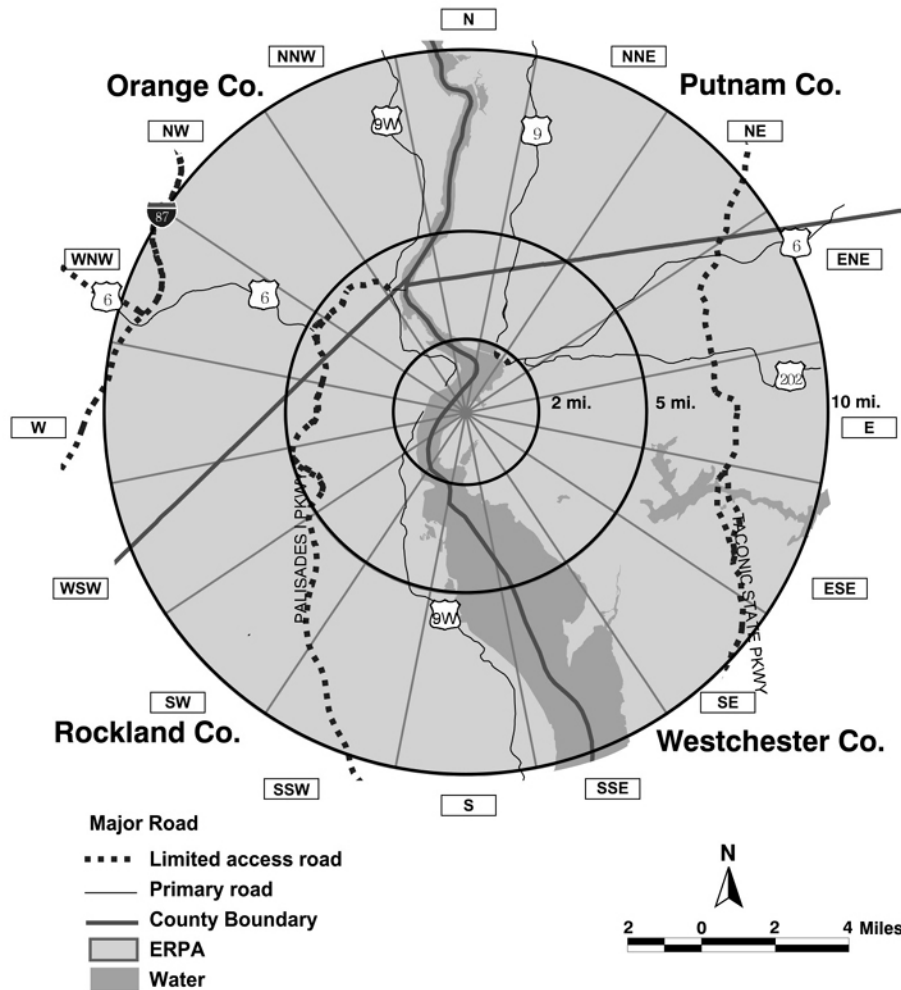 N
NNW
NNE
Orange Co.
Putnam Co.
NW
9W
9
NE
87
WNW
6
6
6
ENE
202
W
2 mi.
5 mi.
10 mi.
E
PALISADES I PKWY
TACONIC STATE PKWY
WSW
9W
ESE
SW
SE
Rockland Co.
Westchester Co.
SSW
S
SSE
Major Road
Limited access road
Primary road
County Boundary
ERPA
Water
N
2 0 2 4 Miles